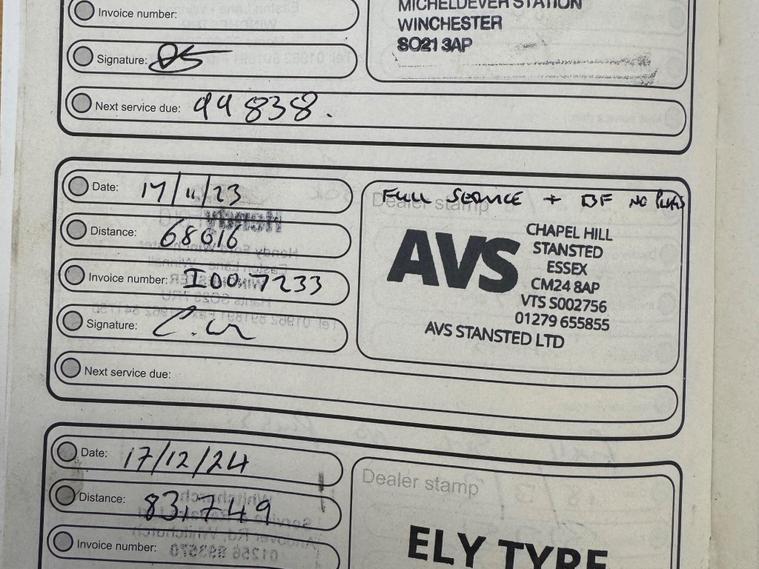 MICHELDEVER STATION
WINCHESTER
SO21 3AP
Invoice number:
Signature:
Next service due: 99838.
Date: 17/11/23
Distance: 68616
Invoice number: I007233
Signature:
Next service due:
Dealer stamp
FULL SERVICE + BF NO PLUGS
AVS
CHAPEL HILL
STANSTED
ESSEX
CM24 8AP
VTS S002756
01279 655855
AVS STANSTED LTD
Date: 17/12/24
Distance: 83,749
Invoice number:
Dealer stamp
ELY TYRE